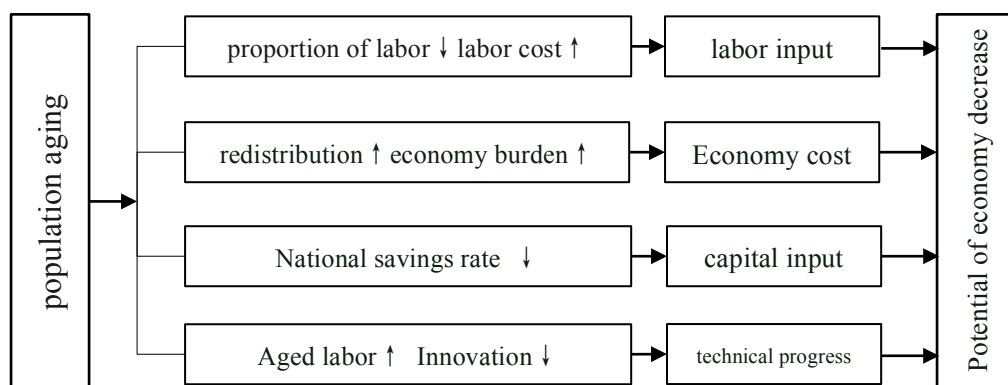 population aging
proportion of labor ↓ labor cost ↑
labor input
redistribution ↑ economy burden ↑
Economy cost
National savings rate ↓
capital input
Aged labor ↑ Innovation ↓
technical progress
Potential of economy decrease